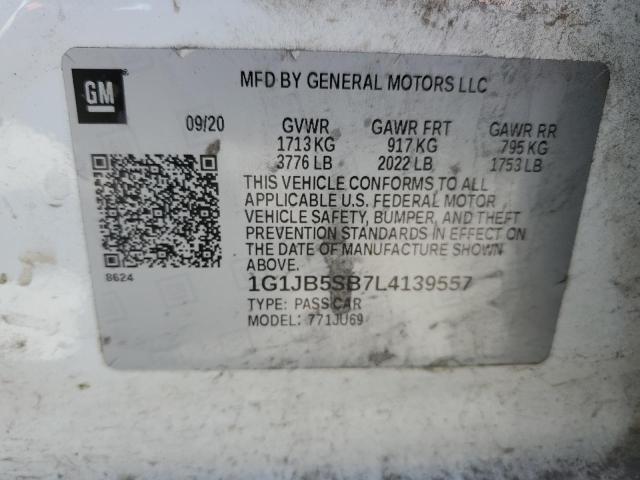 GM
MFD BY GENERAL MOTORS LLC
09/20 GVWR GAWR FRT GAWR RR
1713 KG 917 KG 795 KG
3776 LB 2022 LB 1753 LB
THIS VEHICLE CONFORMS TO ALL
APPLICABLE U.S. FEDERAL MOTOR
VEHICLE SAFETY, BUMPER, AND THEFT
PREVENTION STANDARDS IN EFFECT ON
THE DATE OF MANUFACTURE SHOWN
ABOVE.
8624
1G1JB5SB7L4139557
TYPE: PASS CAR
MODEL: 771JU69